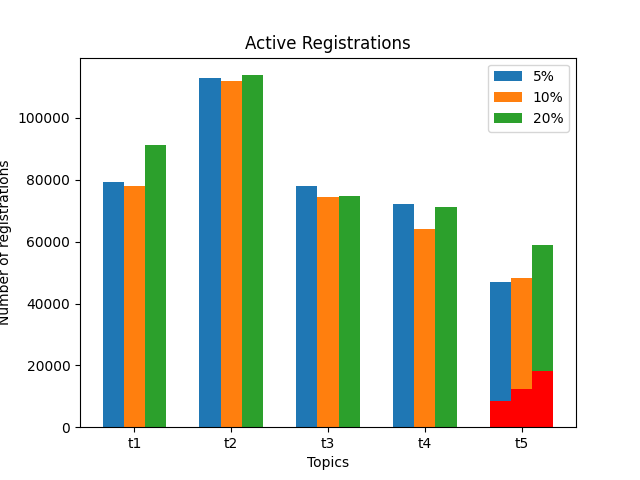 Active Registrations
5%
10%
20%
100000
80000
60000
40000
20000
0
Number of registrations
t1
t2
t3
t4
t5
Topics